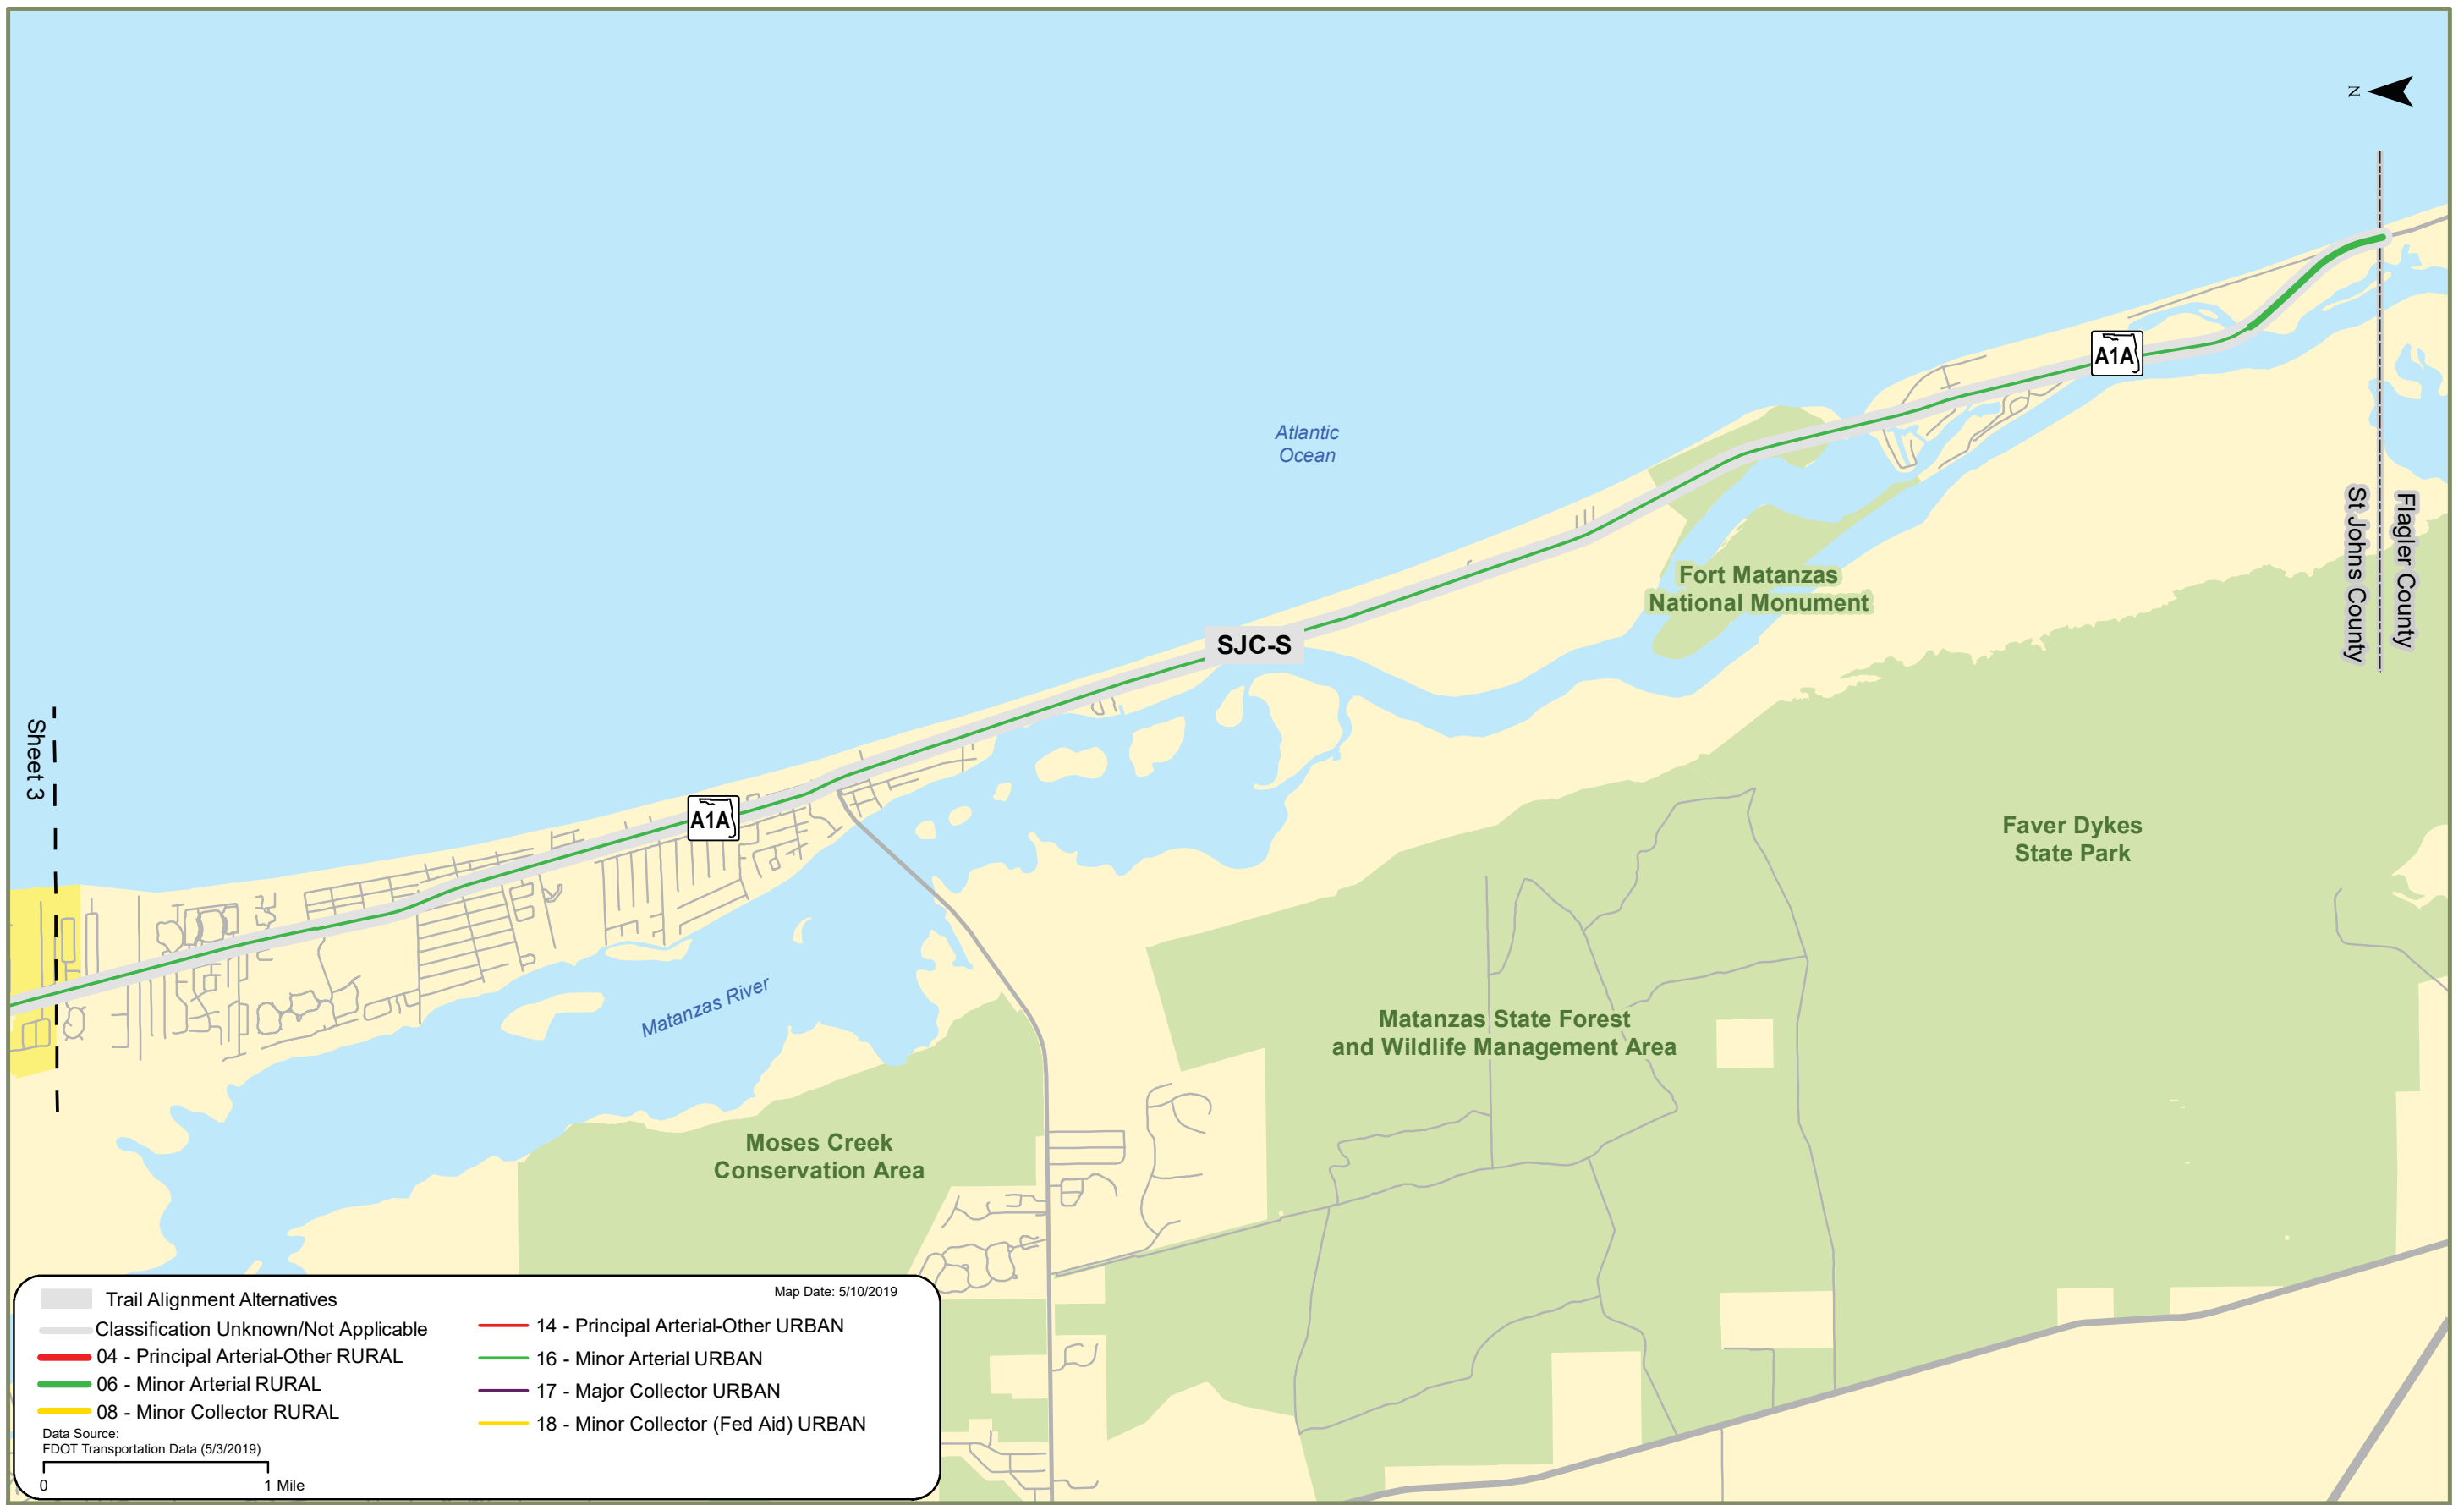 N
Atlantic
Ocean
A1A
St Johns County
Flagler County
Fort Matanzas
National Monument
SJC-S
Sheet 3
A1A
Faver Dykes
State Park
Matanzas River
Matanzas State Forest
and Wildlife Management Area
Moses Creek
Conservation Area
Map Date: 5/10/2019
Trail Alignment Alternatives
Classification Unknown/Not Applicable
04 - Principal Arterial-Other RURAL
06 - Minor Arterial RURAL
08 - Minor Collector RURAL
14 - Principal Arterial-Other URBAN
16 - Minor Arterial URBAN
17 - Major Collector URBAN
18 - Minor Collector (Fed Aid) URBAN
Data Source:
FDOT Transportation Data (5/3/2019)
0 1 Mile